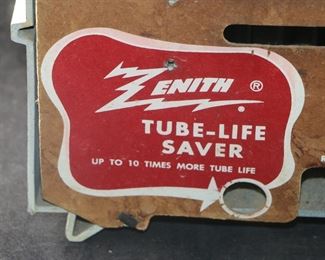 ZENITH ®
TUBE-LIFE
SAVER
UP TO 10 TIMES MORE TUBE LIFE